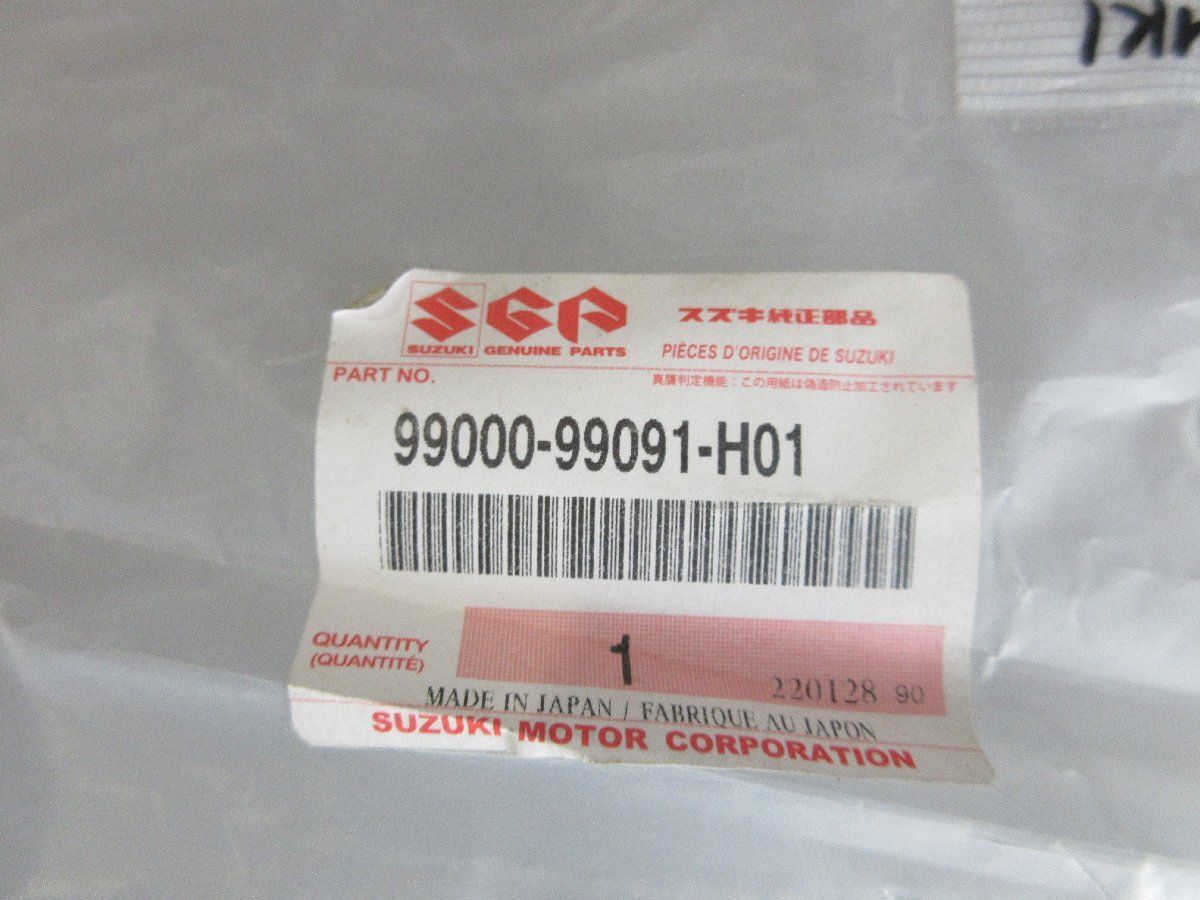 SGP
スズキ純正部品
SUZUKI GENUINE PARTS
PIÈCES D'ORIGINE DE SUZUKI
PART NO.
真贋判定機能：この用紙は偽造防止加工されています
99000-99091-H01
QUANTITY
(QUANTITÉ)
1
220128 90
MADE IN JAPAN / FABRIQUE AU JAPON
SUZUKI MOTOR CORPORATION